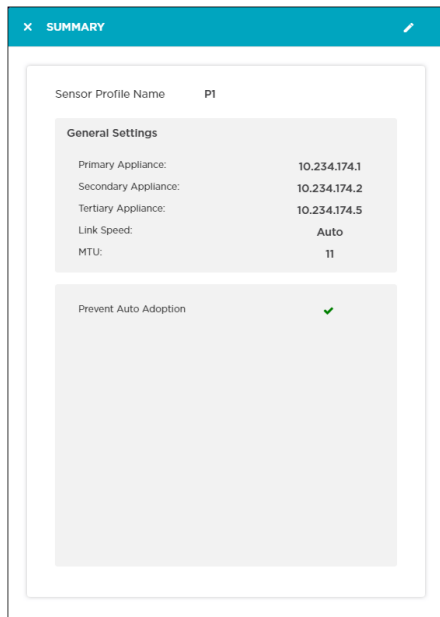 SUMMARY
Sensor Profile Name P1
General Settings
Primary Appliance: 10.234.174.1
Secondary Appliance: 10.234.174.2
Tertiary Appliance: 10.234.174.5
Link Speed: Auto
MTU: 11
Prevent Auto Adoption